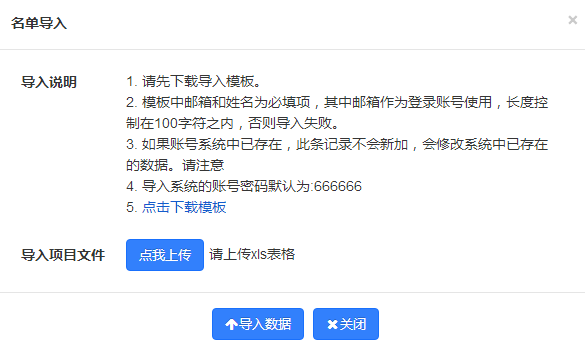 名单导入 ×
导入说明 1. 请先下载导入模板。
2. 模板中邮箱和姓名为必填项，其中邮箱作为登录账号使用，长度控
制在100字符之内，否则导入失败。
3. 如果账号系统中已存在，此条记录不会新加，会修改系统中已存在
的数据。请注意
4. 导入系统的账号密码默认为:666666
5. 点击下载模板
导入项目文件 点我上传 请上传xls表格
导入数据 关闭